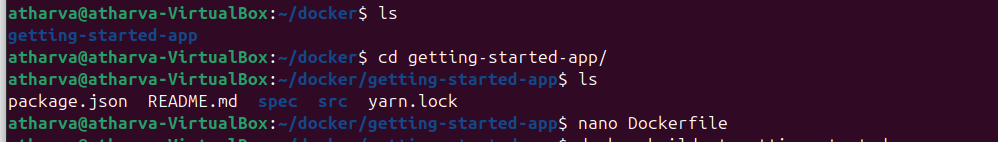 atharva@atharva-VirtualBox:~/docker$ ls
getting-started-app
atharva@atharva-VirtualBox:~/docker$ cd getting-started-app/
atharva@atharva-VirtualBox:~/docker/getting-started-app$ ls
package.json  README.md  spec  src  yarn.lock
atharva@atharva-VirtualBox:~/docker/getting-started-app$ nano Dockerfile